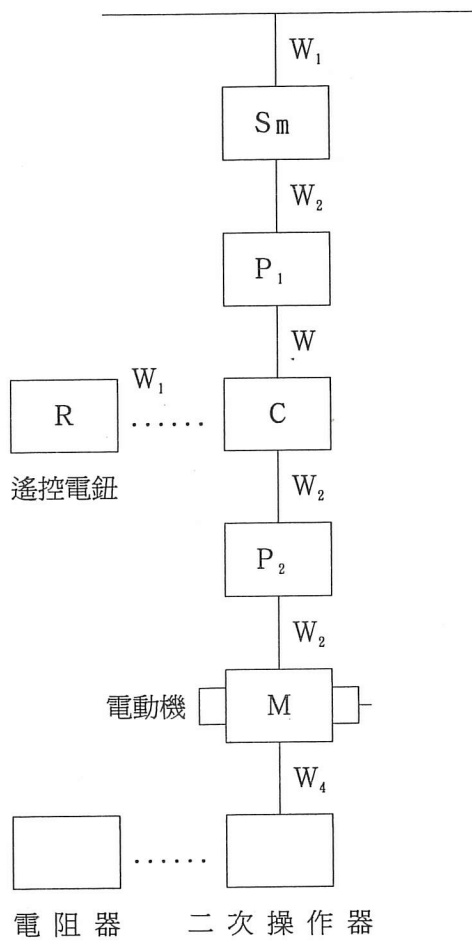 W₁
Sm
W₂
P₁
W
W₁
R ...... C
遙控電鈕
W₂
P₂
W₂
電動機 M
W₄
......
電阻器 二次操作器